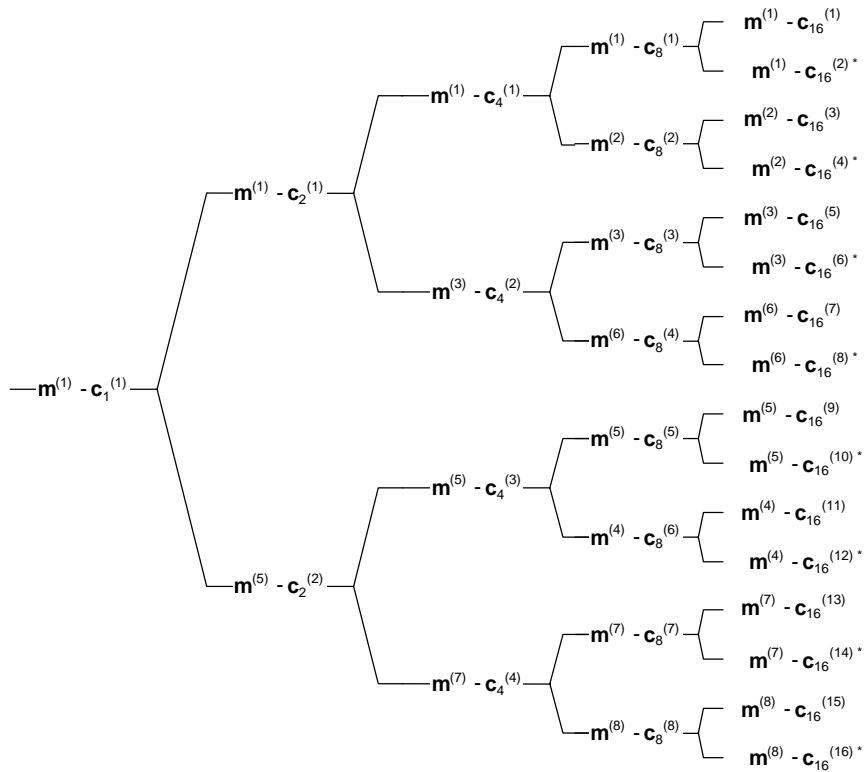 m⁽¹⁾ - c₁⁽¹⁾
m⁽¹⁾ - c₂⁽¹⁾
m⁽⁵⁾ - c₂⁽²⁾
m⁽¹⁾ - c₄⁽¹⁾
m⁽³⁾ - c₄⁽²⁾
m⁽⁵⁾ - c₄⁽³⁾
m⁽⁷⁾ - c₄⁽⁴⁾
m⁽¹⁾ - c₈⁽¹⁾
m⁽²⁾ - c₈⁽²⁾
m⁽³⁾ - c₈⁽³⁾
m⁽⁶⁾ - c₈⁽⁴⁾
m⁽⁵⁾ - c₈⁽⁵⁾
m⁽⁴⁾ - c₈⁽⁶⁾
m⁽⁷⁾ - c₈⁽⁷⁾
m⁽⁸⁾ - c₈⁽⁸⁾
m⁽¹⁾ - c₁₆⁽¹⁾
m⁽¹⁾ - c₁₆⁽²⁾ *
m⁽²⁾ - c₁₆⁽³⁾
m⁽²⁾ - c₁₆⁽⁴⁾ *
m⁽³⁾ - c₁₆⁽⁵⁾
m⁽³⁾ - c₁₆⁽⁶⁾ *
m⁽⁶⁾ - c₁₆⁽⁷⁾
m⁽⁶⁾ - c₁₆⁽⁸⁾ *
m⁽⁵⁾ - c₁₆⁽⁹⁾
m⁽⁵⁾ - c₁₆⁽¹⁰⁾ *
m⁽⁴⁾ - c₁₆⁽¹¹⁾
m⁽⁴⁾ - c₁₆⁽¹²⁾ *
m⁽⁷⁾ - c₁₆⁽¹³⁾
m⁽⁷⁾ - c₁₆⁽¹⁴⁾ *
m⁽⁸⁾ - c₁₆⁽¹⁵⁾
m⁽⁸⁾ - c₁₆⁽¹⁶⁾ *